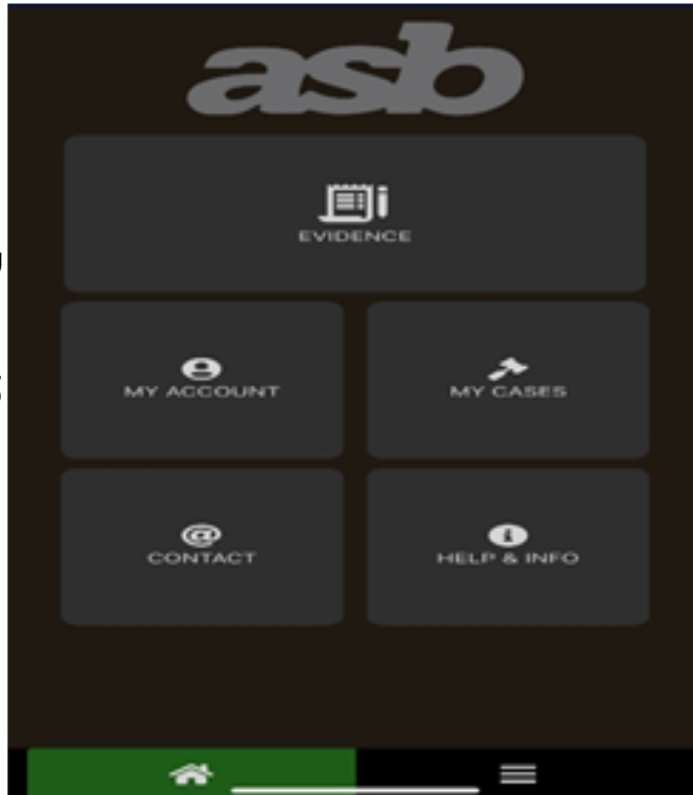 asb
EVIDENCE
MY ACCOUNT
MY CASES
CONTACT
HELP & INFO